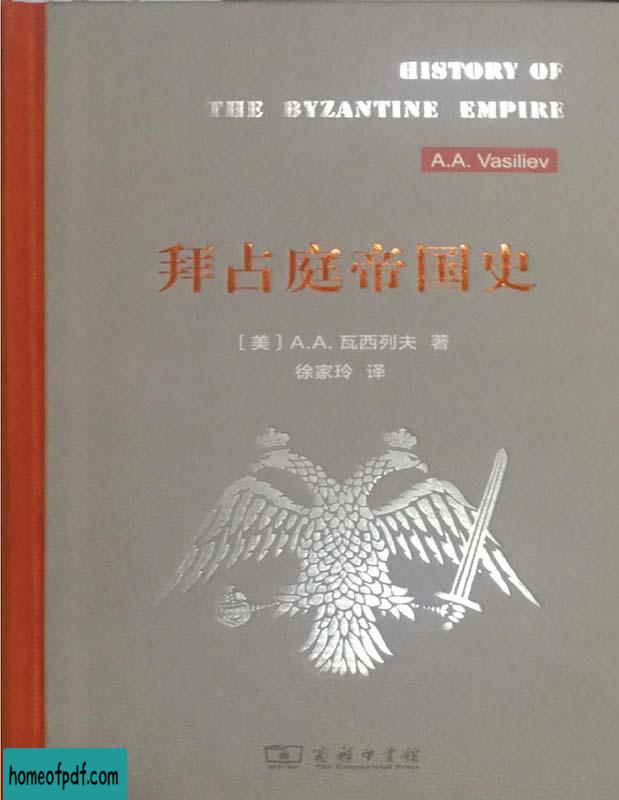 HISTORY OF
THE BYZANTINE EMPIRE
A.A. Vasiliev
拜占庭帝国史
[美] A.A. 瓦西列夫 著
徐家玲 译
商務印書館
The Commercial Press
homeofpdf.com